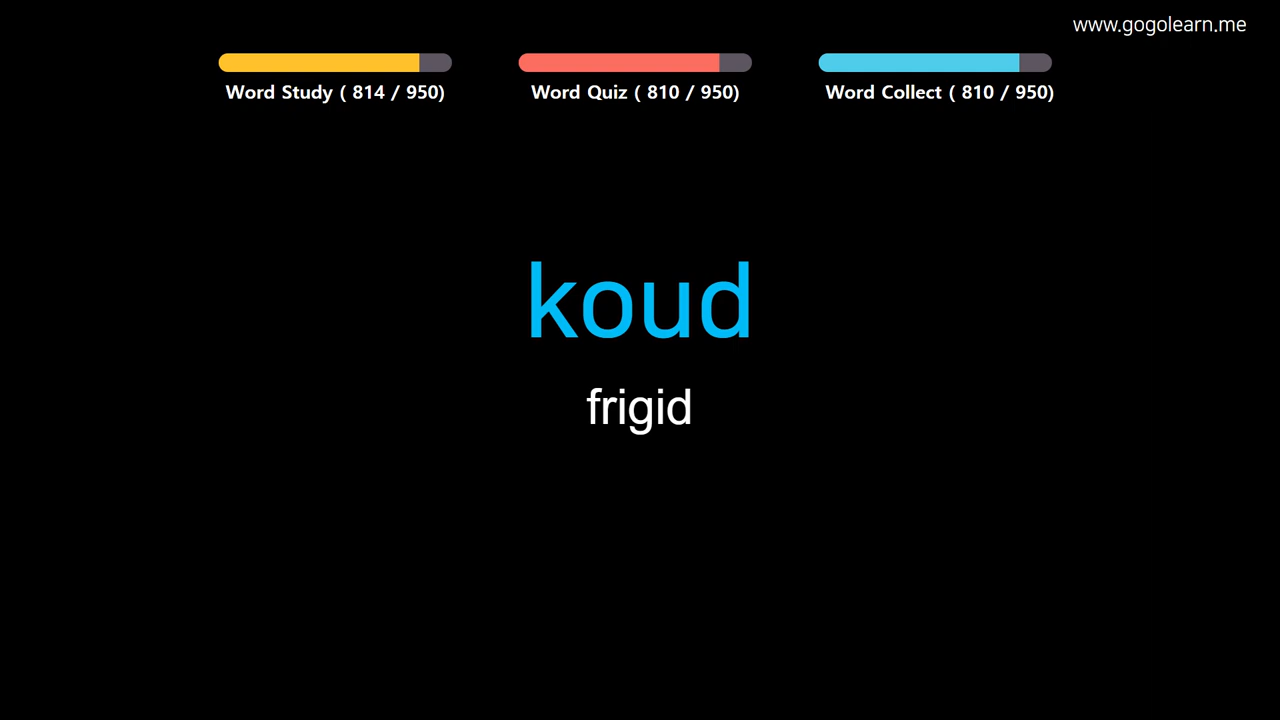 www.gogolearn.me
Word Study ( 814 / 950)
Word Quiz ( 810 / 950)
Word Collect ( 810 / 950)
koud
frigid